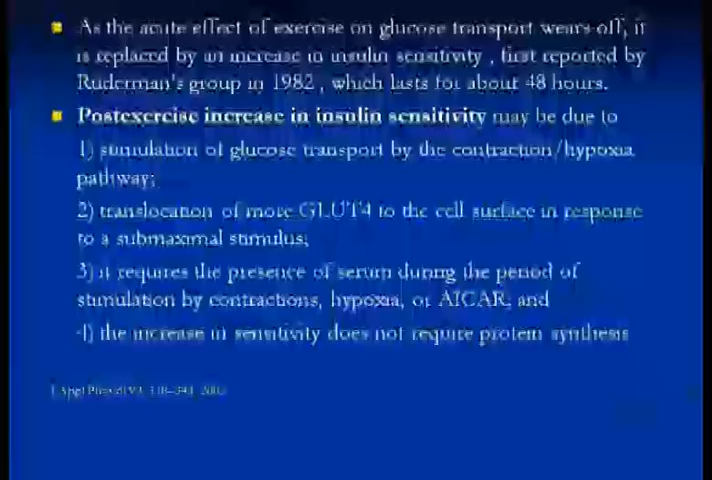 As the acute effect of exercise on glucose transport wears off, it
is replaced by an increase in insulin sensitivity , first reported by
Ruderman's group in 1982 , which lasts for about 48 hours.
Postexercise increase in insulin sensitivity may be due to
1) stimulation of glucose transport by the contraction/hypoxia
pathway;
2) translocation of more GLUT4 to the cell surface in response
to a submaximal stimulus;
3) it requires the presence of serum during the period of
stimulation by contractions, hypoxia, or AICAR; and
4) the increase in sensitivity does not require protein synthesis
J Appl Physiol